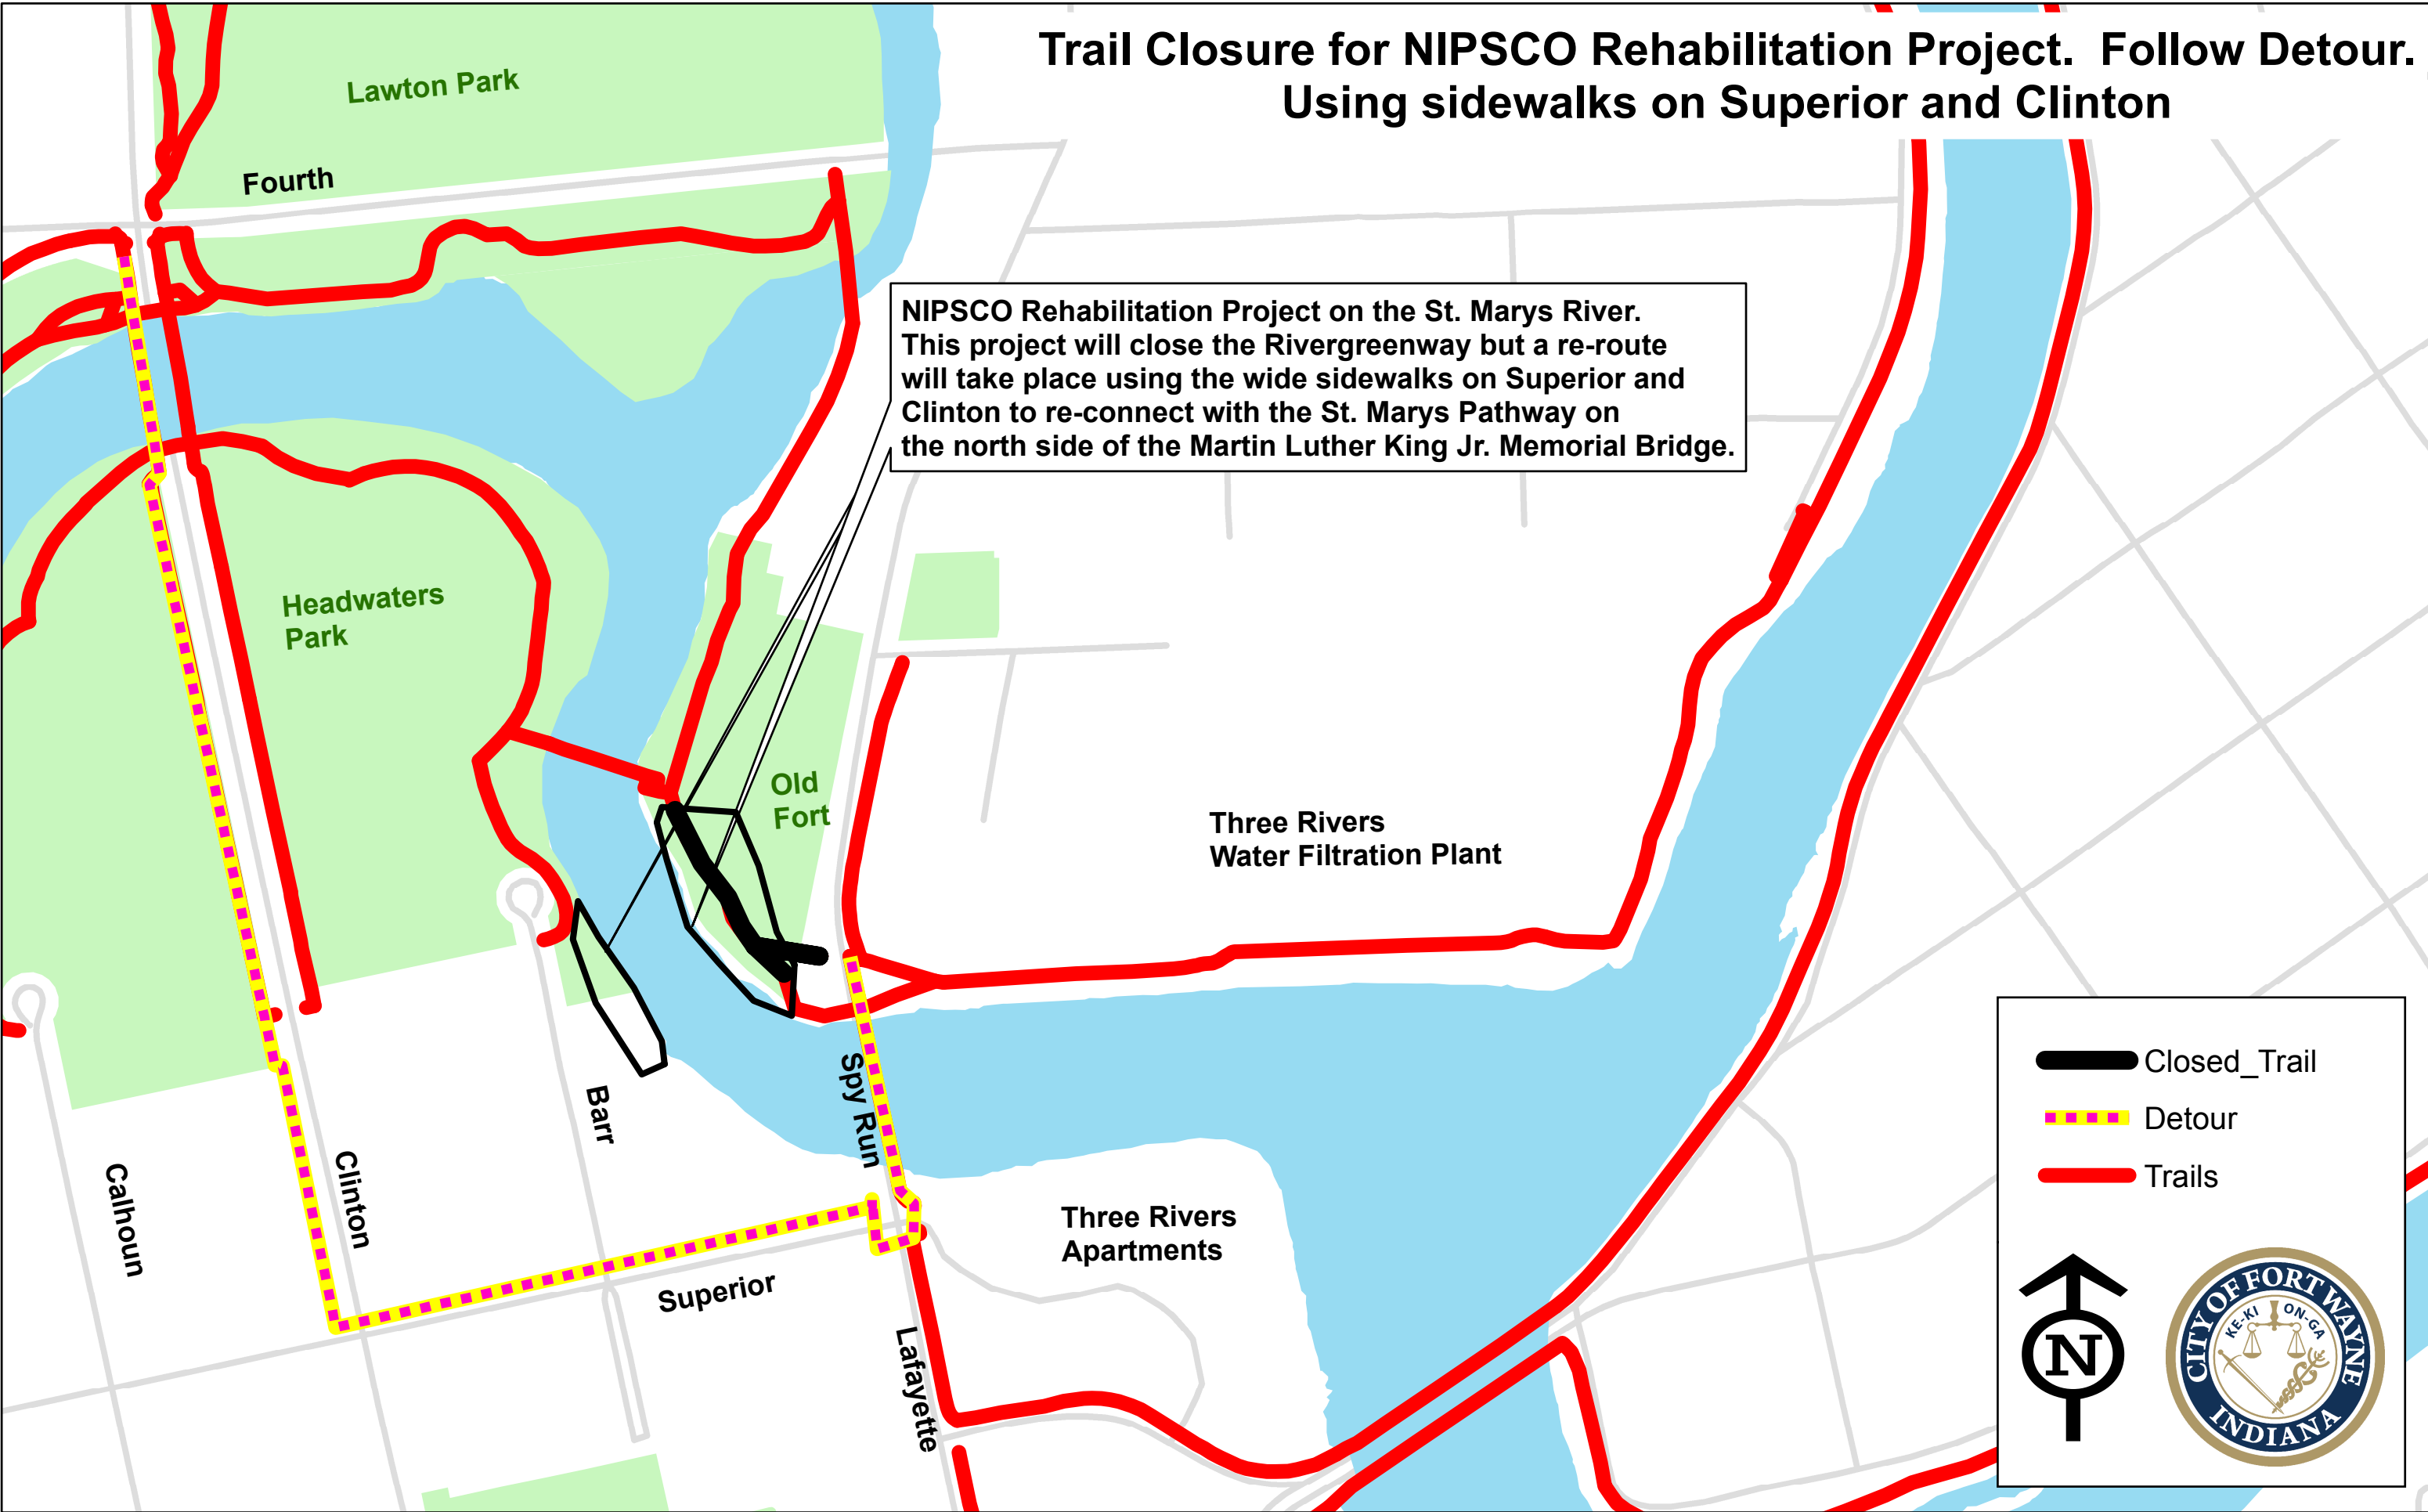 Trail Closure for NIPSCO Rehabilitation Project.  Follow Detour.
Using sidewalks on Superior and Clinton
Lawton Park
Fourth
NIPSCO Rehabilitation Project on the St. Marys River.
This project will close the Rivergreenway but a re-route
will take place using the wide sidewalks on Superior and
Clinton to re-connect with the St. Marys Pathway on
the north side of the Martin Luther King Jr. Memorial Bridge.
Headwaters
Park
Old
Fort
Three Rivers
Water Filtration Plant
Spy Run
Barr
Clinton
Calhoun
Superior
Three Rivers
Apartments
Lafayette
Closed_Trail
Detour
Trails
N
CITY OF FORT WAYNE
KE-KI ON-GA
INDIANA